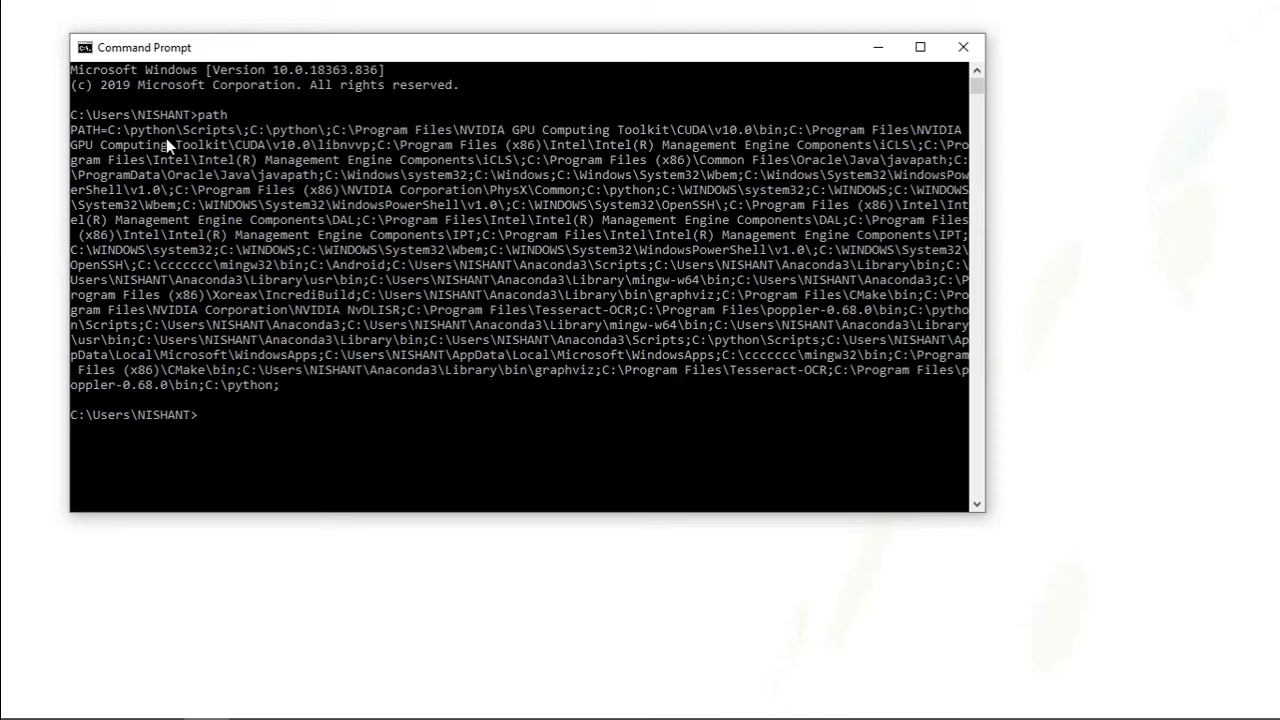 Command Prompt
Microsoft Windows [Version 10.0.18363.836]
(c) 2019 Microsoft Corporation. All rights reserved.
C:\Users\NISHANT>path
PATH=C:\python\Scripts\;C:\python\;C:\Program Files\NVIDIA GPU Computing Toolkit\CUDA\v10.0\bin;C:\Program Files\NVIDIA
GPU Computing Toolkit\CUDA\v10.0\libnvvp;C:\Program Files (x86)\Intel\Intel(R) Management Engine Components\iCLS\;C:\Pro
gram Files\Intel\Intel(R) Management Engine Components\iCLS\;C:\Program Files (x86)\Common Files\Oracle\Java\javapath;C:
\ProgramData\Oracle\Java\javapath;C:\Windows\system32;C:\Windows;C:\Windows\System32\Wbem;C:\Windows\System32\WindowsPow
erShell\v1.0\;C:\Program Files (x86)\NVIDIA Corporation\PhysX\Common;C:\python;C:\WINDOWS\system32;C:\WINDOWS;C:\WINDOWS
\System32\Wbem;C:\WINDOWS\System32\WindowsPowerShell\v1.0\;C:\WINDOWS\System32\OpenSSH\;C:\Program Files (x86)\Intel\Int
el(R) Management Engine Components\DAL;C:\Program Files\Intel\Intel(R) Management Engine Components\DAL;C:\Program Files
(x86)\Intel\Intel(R) Management Engine Components\IPT;C:\Program Files\Intel\Intel(R) Management Engine Components\IPT;
C:\WINDOWS\system32;C:\WINDOWS;C:\WINDOWS\System32\Wbem;C:\WINDOWS\System32\WindowsPowerShell\v1.0\;C:\WINDOWS\System32\
OpenSSH\;C:\ccccccc\mingw32\bin;C:\Android;C:\Users\NISHANT\Anaconda3\Scripts;C:\Users\NISHANT\Anaconda3\Library\bin;C:\
Users\NISHANT\Anaconda3\Library\usr\bin;C:\Users\NISHANT\Anaconda3\Library\mingw-w64\bin;C:\Users\NISHANT\Anaconda3;C:\P
rogram Files (x86)\Xoreax\IncrediBuild;C:\Users\NISHANT\Anaconda3\Library\bin\graphviz;C:\Program Files\CMake\bin;C:\Pro
gram Files\NVIDIA Corporation\NVIDIA NvDLISR;C:\Program Files\Tesseract-OCR;C:\Program Files\poppler-0.68.0\bin;C:\pytho
n\Scripts;C:\Users\NISHANT\Anaconda3;C:\Users\NISHANT\Anaconda3\Library\mingw-w64\bin;C:\Users\NISHANT\Anaconda3\Library
\usr\bin;C:\Users\NISHANT\Anaconda3\Library\bin;C:\Users\NISHANT\Anaconda3\Scripts;C:\python\Scripts;C:\Users\NISHANT\Ap
pData\Local\Microsoft\WindowsApps;C:\Users\NISHANT\AppData\Local\Microsoft\WindowsApps;C:\ccccccc\mingw32\bin;C:\Program
Files (x86)\CMake\bin;C:\Users\NISHANT\Anaconda3\Library\bin\graphviz;C:\Program Files\Tesseract-OCR;C:\Program Files\p
oppler-0.68.0\bin;C:\python;
C:\Users\NISHANT>